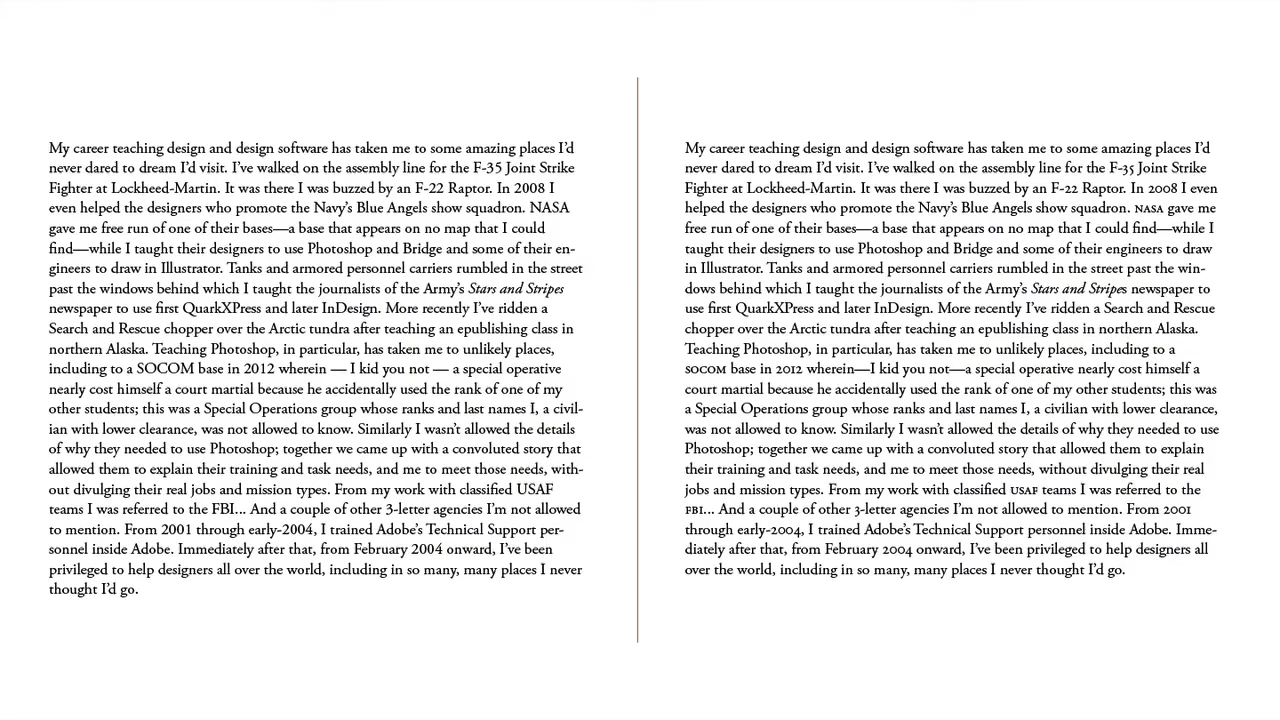 My career teaching design and design software has taken me to some amazing places I’d
never dared to dream I’d visit. I’ve walked on the assembly line for the F-35 Joint Strike
Fighter at Lockheed-Martin. It was there I was buzzed by an F-22 Raptor. In 2008 I
even helped the designers who promote the Navy’s Blue Angels show squadron. NASA
gave me free run of one of their bases—a base that appears on no map that I could
find—while I taught their designers to use Photoshop and Bridge and some of their en-
gineers to draw in Illustrator. Tanks and armored personnel carriers rumbled in the street
past the windows behind which I taught the journalists of the Army’s Stars and Stripes
newspaper to use first QuarkXPress and later InDesign. More recently I’ve ridden a
Search and Rescue chopper over the Arctic tundra after teaching an epublishing class in
northern Alaska. Teaching Photoshop, in particular, has taken me to unlikely places,
including to a SOCOM base in 2012 wherein — I kid you not — a special operative
nearly cost himself a court martial because he accidentally used the rank of one of my
other students; this was a Special Operations group whose ranks and last names I, a civil-
ian with lower clearance, was not allowed to know. Similarly I wasn’t allowed the details
of why they needed to use Photoshop; together we came up with a convoluted story that
allowed them to explain their training and task needs, and me to meet those needs, with-
out divulging their real jobs and mission types. From my work with classified USAF
teams I was referred to the FBI... And a couple of other 3-letter agencies I’m not allowed
to mention. From 2001 through early-2004, I trained Adobe’s Technical Support per-
sonnel inside Adobe. Immediately after that, from February 2004 onward, I’ve been
privileged to help designers all over the world, including in so many, many places I never
thought I’d go.
My career teaching design and design software has taken me to some amazing places I’d
never dared to dream I’d visit. I’ve walked on the assembly line for the F-35 Joint Strike
Fighter at Lockheed-Martin. It was there I was buzzed by an F-22 Raptor. In 2008 I even
helped the designers who promote the Navy’s Blue Angels show squadron. NASA gave me
free run of one of their bases—a base that appears on no map that I could find—while I
taught their designers to use Photoshop and Bridge and some of their engineers to draw
in Illustrator. Tanks and armored personnel carriers rumbled in the street past the win-
dows behind which I taught the journalists of the Army’s Stars and Stripes newspaper to
use first QuarkXPress and later InDesign. More recently I’ve ridden a Search and Rescue
chopper over the Arctic tundra after teaching an epublishing class in northern Alaska.
Teaching Photoshop, in particular, has taken me to unlikely places, including to a
SOCOM base in 2012 wherein—I kid you not—a special operative nearly cost himself a
court martial because he accidentally used the rank of one of my other students; this was
a Special Operations group whose ranks and last names I, a civilian with lower clearance,
was not allowed to know. Similarly I wasn’t allowed the details of why they needed to use
Photoshop; together we came up with a convoluted story that allowed them to explain
their training and task needs, and me to meet those needs, without divulging their real
jobs and mission types. From my work with classified USAF teams I was referred to the
FBI... And a couple of other 3-letter agencies I’m not allowed to mention. From 2001
through early-2004, I trained Adobe’s Technical Support personnel inside Adobe. Imme-
diately after that, from February 2004 onward, I’ve been privileged to help designers all
over the world, including in so many, many places I never thought I’d go.